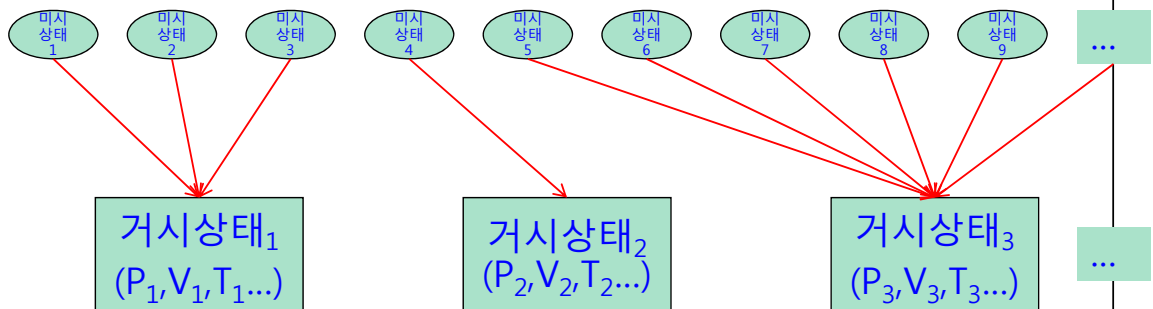 미시
상태
1
미시
상태
2
미시
상태
3
미시
상태
4
미시
상태
5
미시
상태
6
미시
상태
7
미시
상태
8
미시
상태
9
...
거시상태₁
(P₁,V₁,T₁...)
거시상태₂
(P₂,V₂,T₂...)
거시상태₃
(P₃,V₃,T₃...)
...